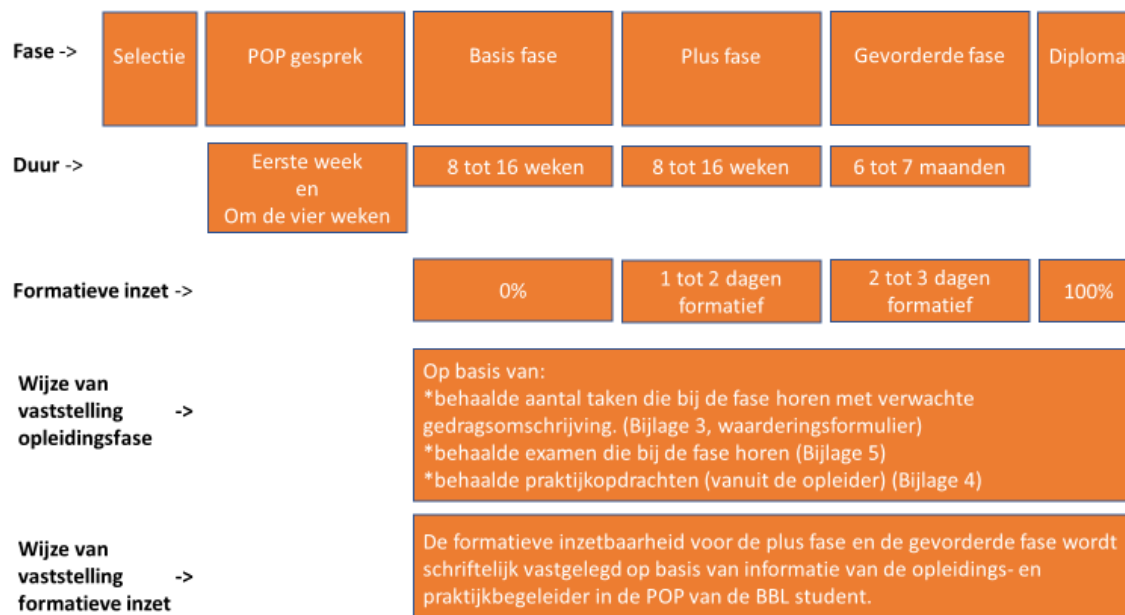 Fase -> Selectie POP gesprek Basis fase Plus fase Gevorderde fase Diploma
Duur ->
Eerste week
en
Om de vier weken
8 tot 16 weken 8 tot 16 weken 6 tot 7 maanden
Formatieve inzet ->
0%
1 tot 2 dagen
formatief
2 tot 3 dagen
formatief
100%
Wijze van
vaststelling ->
opleidingsfase
Op basis van:
*behaalde aantal taken die bij de fase horen met verwachte
gedragsomschrijving. (Bijlage 3, waarderingsformulier)
*behaalde examen die bij de fase horen (Bijlage 5)
*behaalde praktijkopdrachten (vanuit de opleider) (Bijlage 4)
Wijze van
vaststelling ->
formatieve inzet
De formatieve inzetbaarheid voor de plus fase en de gevorderde fase wordt
schriftelijk vastgelegd op basis van informatie van de opleidings- en
praktijkbegeleider in de POP van de BBL student.